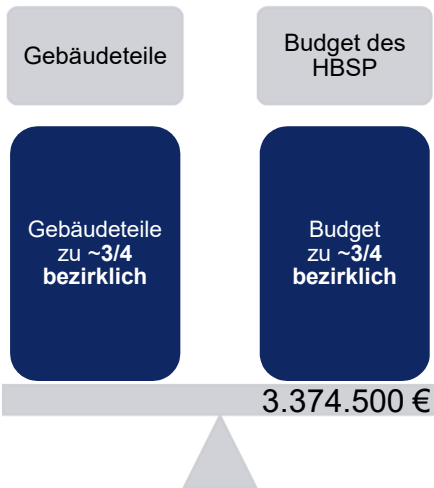 Gebäudeteile
Budget des
HBSP
Gebäudeteile
zu ~3/4
bezirklich
Budget
zu ~3/4
bezirklich
3.374.500 €